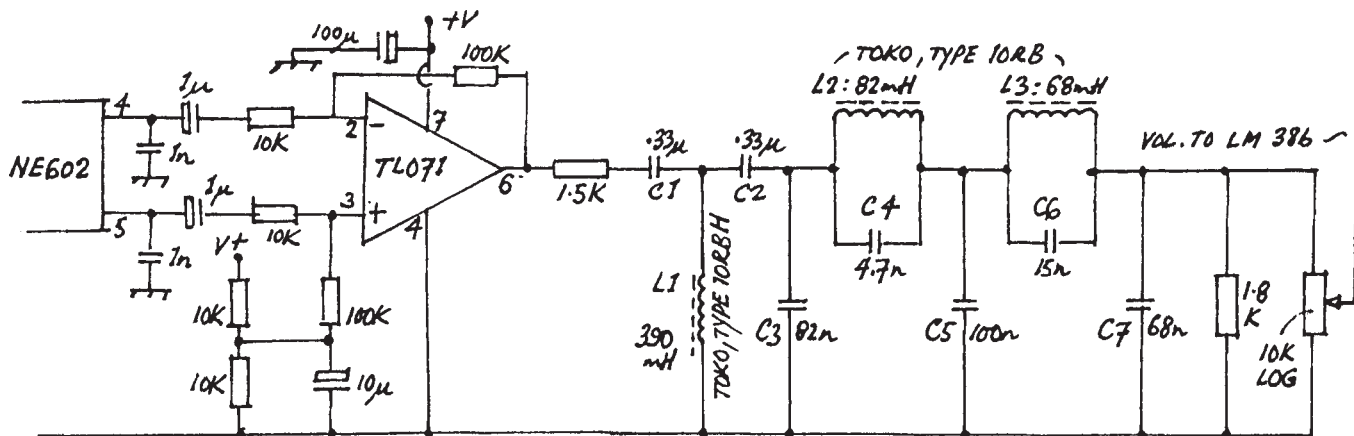 100µ
+V
100K
TOKO, TYPE 10RB
L2: 82mH
L3: 68mH
4
1µ
10K
2
-
7
NE602
1n
TL071
6
1.5K
.33µ
C1
.33µ
C2
VOL. TO LM 386
5
1µ
10K
3
+
4
1n
V+
C4
4.7n
C6
15n
10K
100K
L1
390
mH
TOKO, TYPE 10RBH
C3
82n
C5
100n
C7
68n
1.8
K
10K
LOG
10K
10µ